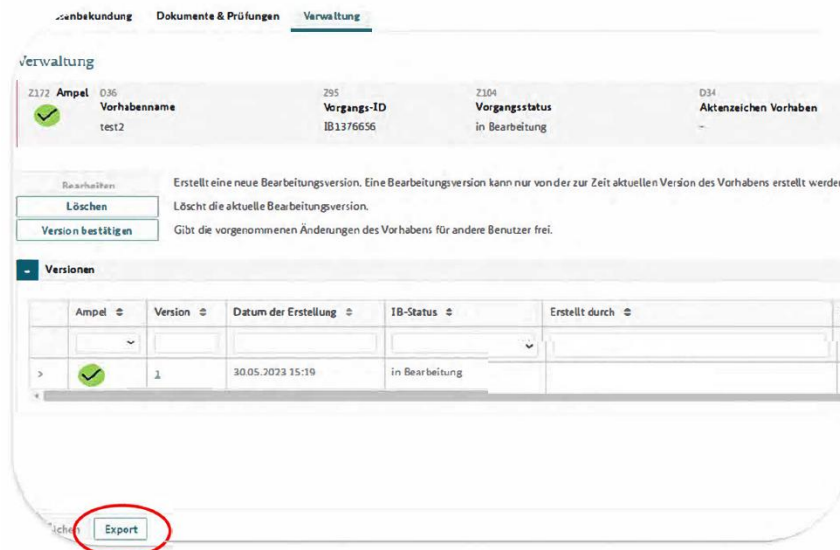 Dokumente & Prüfungen Verwaltung
Verwaltung
Z172 Ampel D36 Z95 Z104 D34
Vorhabenname Vorgangs-ID Vorgangsstatus Aktenzeichen Vorhaben
test2 IB1376656 in Bearbeitung -
Bearbeiten Erstellt eine neue Bearbeitungsversion. Eine Bearbeitungsversion kann nur von der zur Zeit aktuellen Version des Vorhabens erstellt werde
Löschen Löscht die aktuelle Bearbeitungsversion.
Version bestätigen Gibt die vorgenommenen Änderungen des Vorhabens für andere Benutzer frei.
- Versionen
Ampel Version Datum der Erstellung IB-Status Erstellt durch
> 1 30.05.2023 15:19 in Bearbeitung
Export